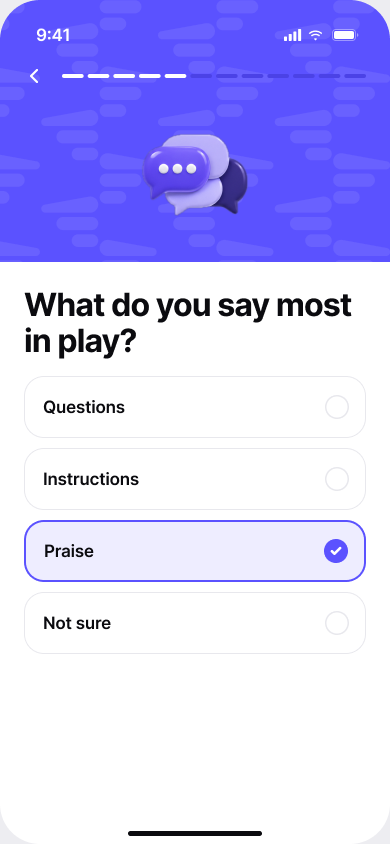 9:41
What do you say most
in play?
Questions
Instructions
Praise
Not sure